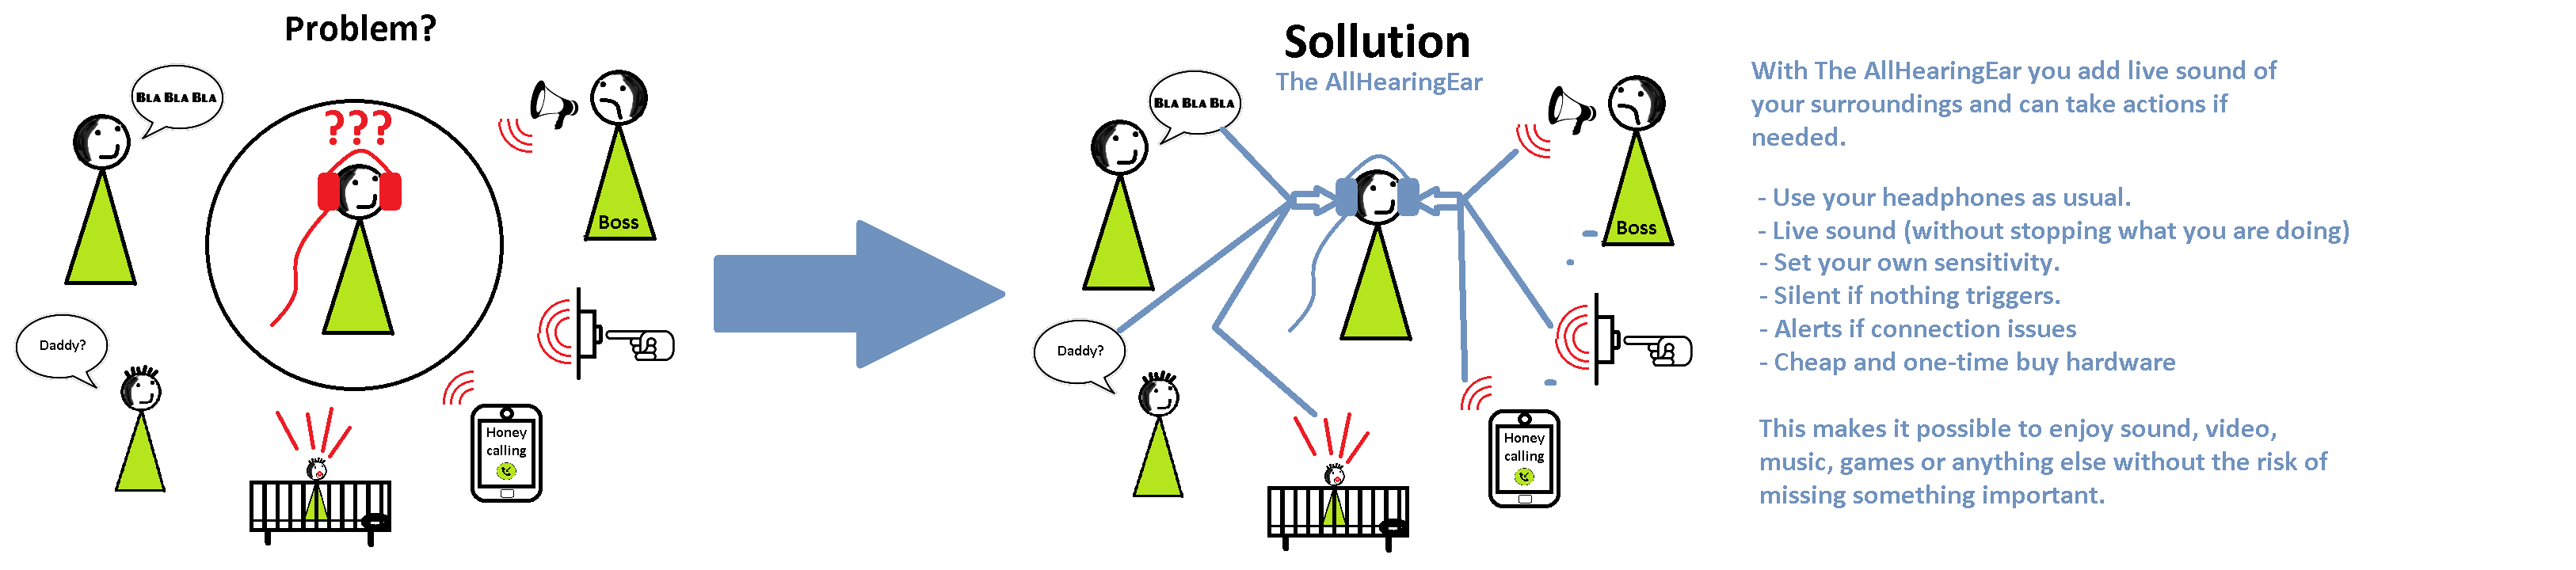 Problem?
BLA BLA BLA
???
Boss
Daddy?
Honey
calling
Sollution
The AllHearingEar
BLA BLA BLA
Boss
Daddy?
Honey
calling
With The AllHearingEar you add live sound of
your surroundings and can take actions if
needed.
- Use your headphones as usual.
- Live sound (without stopping what you are doing)
- Set your own sensitivity.
- Silent if nothing triggers.
- Alerts if connection issues
- Cheap and one-time buy hardware
This makes it possible to enjoy sound, video,
music, games or anything else without the risk of
missing something important.